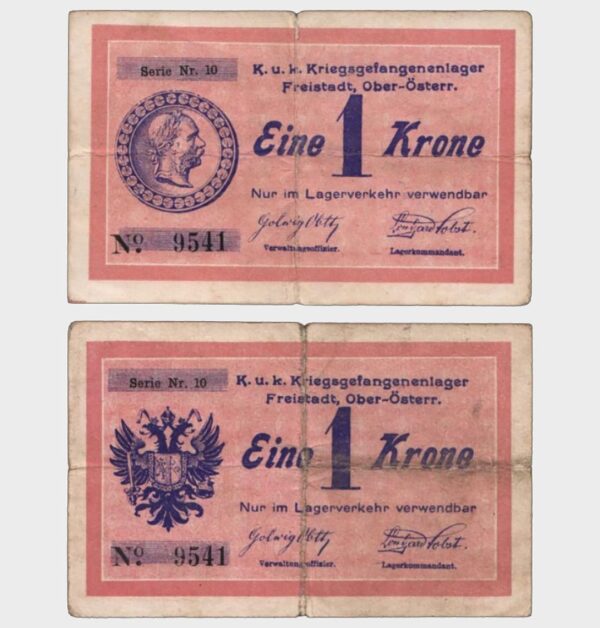 Serie Nr. 10
K. u. k. Kriegsgefangenenlager
Freistadt, Ober-Österr.
Eine 1 Krone
Nur im Lagerverkehr verwendbar
Verwaltungsoffizier. Lagerkommandant.
No. 9541
Serie Nr. 10
K. u. k. Kriegsgefangenenlager
Freistadt, Ober-Österr.
Eine 1 Krone
Nur im Lagerverkehr verwendbar
Verwaltungsoffizier. Lagerkommandant.
No 9541